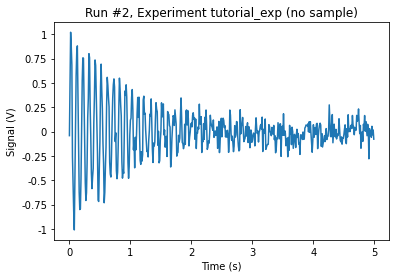 Run #2, Experiment tutorial_exp (no sample)
Signal (V)
1
0.75
0.5
0.25
0
-0.25
-0.5
-0.75
-1
0 1 2 3 4 5
Time (s)